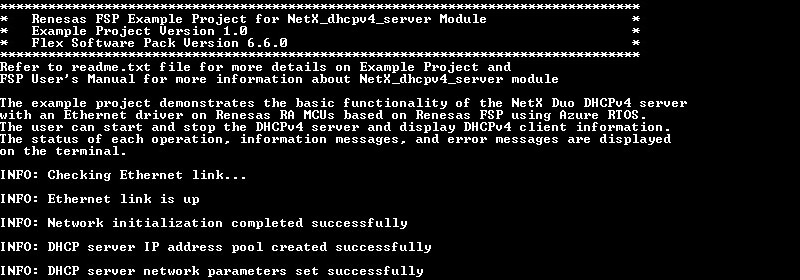 ********************************************************************************
*   Renesas FSP Example Project for NetX_dhcpv4_server Module                  *
*   Example Project Version 1.0                                                *
*   Flex Software Pack Version 6.6.0                                           *
********************************************************************************
Refer to readme.txt file for more details on Example Project and
FSP User's Manual for more information about NetX_dhcpv4_server module
The example project demonstrates the basic functionality of the NetX Duo DHCPv4 server
with an Ethernet driver on Renesas RA MCUs based on Renesas FSP using Azure RTOS.
The user can start and stop the DHCPv4 server and display DHCPv4 client information.
The status of each operation, information messages, and error messages are displayed
on the terminal.
INFO: Checking Ethernet link...
INFO: Ethernet link is up
INFO: Network initialization completed successfully
INFO: DHCP server IP address pool created successfully
INFO: DHCP server network parameters set successfully